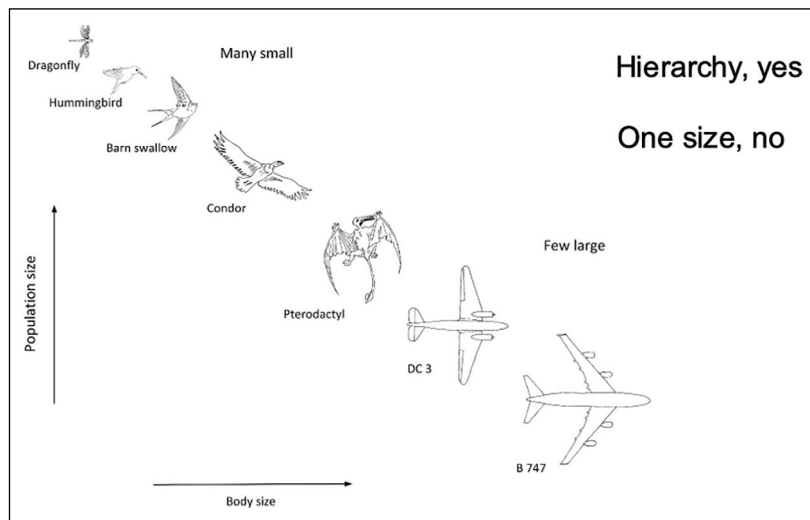 Dragonfly
Many small
Hierarchy, yes
Hummingbird
One size, no
Barn swallow
Condor
Few large
Population size
Pterodactyl
DC 3
B 747
Body size